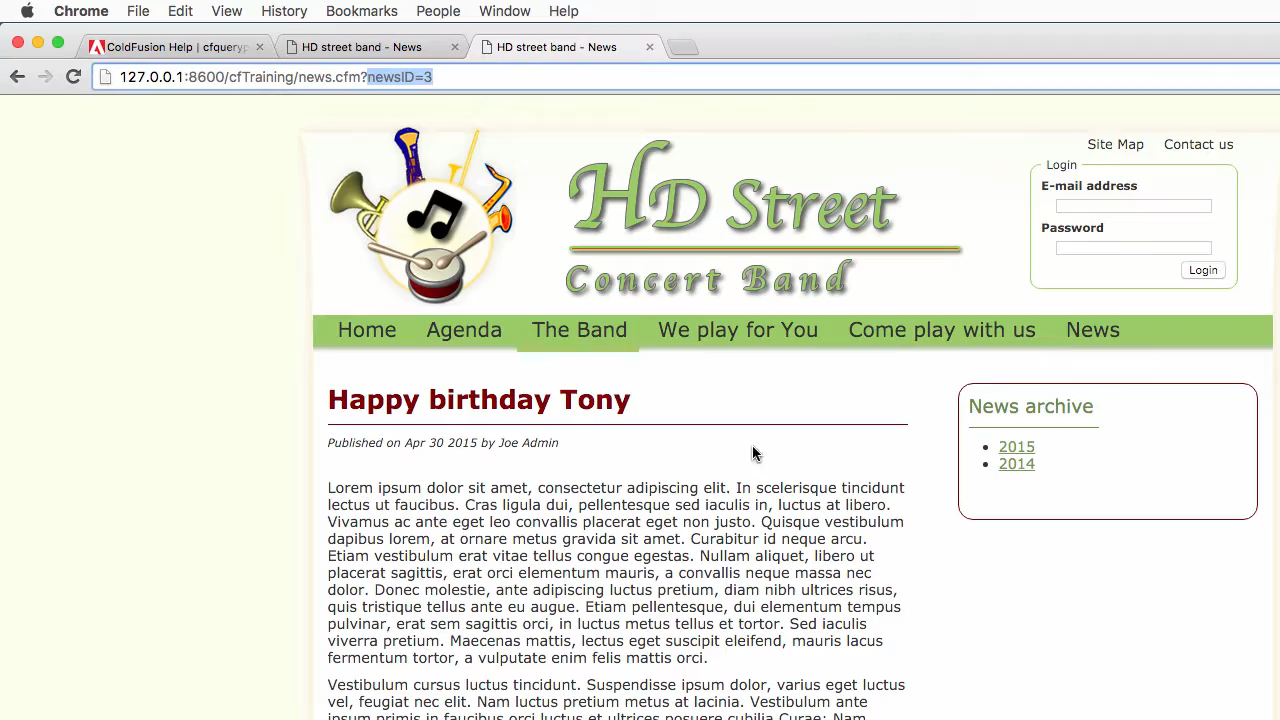 Chrome File Edit View History Bookmarks People Window Help
ColdFusion Help | cfqueryp
HD street band - News
HD street band - News
127.0.0.1:8600/cfTraining/news.cfm?newsID=3
Site Map Contact us
HD Street
Concert Band
Login
E-mail address
Password
Login
Home Agenda The Band We play for You Come play with us News
Happy birthday Tony
Published on Apr 30 2015 by Joe Admin
Lorem ipsum dolor sit amet, consectetur adipiscing elit. In scelerisque tincidunt
lectus ut faucibus. Cras ligula dui, pellentesque sed iaculis in, luctus at libero.
Vivamus ac ante eget leo convallis placerat eget non justo. Quisque vestibulum
dapibus lorem, at ornare metus gravida sit amet. Curabitur id neque arcu.
Etiam vestibulum erat vitae tellus congue egestas. Nullam aliquet, libero ut
placerat sagittis, erat orci elementum mauris, a convallis neque massa nec
dolor. Donec molestie, ante adipiscing luctus pretium, diam nibh ultrices risus,
quis tristique tellus ante eu augue. Etiam pellentesque, dui elementum tempus
pulvinar, erat sem sagittis orci, in luctus metus tellus et tortor. Sed iaculis
viverra pretium. Maecenas mattis, lectus eget suscipit eleifend, mauris lacus
fermentum tortor, a vulputate enim felis mattis orci.
Vestibulum cursus luctus tincidunt. Suspendisse ipsum dolor, varius eget luctus
vel, feugiat nec elit. Nam luctus pretium metus at lacinia. Vestibulum ante
ipsum primis in faucibus orci luctus et ultrices posuere cubilia Curae; Nam
News archive
2015
2014